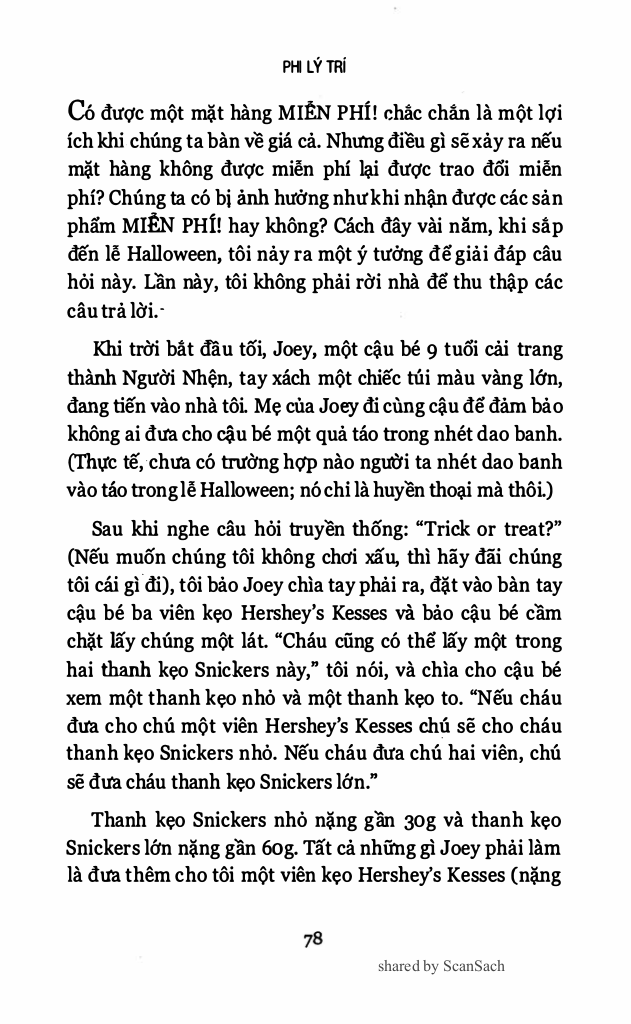 PHI LÝ TRÍ
Có được một mặt hàng MIỄN PHÍ! chắc chắn là một lợi
ích khi chúng ta bàn về giá cả. Nhưng điều gì sẽ xảy ra nếu
mặt hàng không được miễn phí lại được trao đổi miễn
phí? Chúng ta có bị ảnh hưởng như khi nhận được các sản
phẩm MIỄN PHÍ! hay không? Cách đây vài năm, khi sắp
đến lễ Halloween, tôi nảy ra một ý tưởng để giải đáp câu
hỏi này. Lần này, tôi không phải rời nhà để thu thập các
câu trả lời.
Khi trời bắt đầu tối, Joey, một cậu bé 9 tuổi cải trang
thành Người Nhện, tay xách một chiếc túi màu vàng lớn,
đang tiến vào nhà tôi. Mẹ của Joey đi cùng cậu để đảm bảo
không ai đưa cho cậu bé một quả táo trong nhét dao banh.
(Thực tế, chưa có trường hợp nào người ta nhét dao banh
vào táo trong lễ Halloween; nó chi là huyền thoại mà thôi.)
Sau khi nghe câu hỏi truyền thống: “Trick or treat?”
(Nếu muốn chúng tôi không chơi xấu, thì hãy đãi chúng
tôi cái gì đi), tôi bảo Joey chìa tay phải ra, đặt vào bàn tay
cậu bé ba viên kẹo Hershey’s Kesses và bảo cậu bé cầm
chặt lấy chúng một lát. “Cháu cũng có thể lấy một trong
hai thanh kẹo Snickers này,” tôi nói, và chìa cho cậu bé
xem một thanh kẹo nhỏ và một thanh kẹo to. “Nếu cháu
đưa cho chú một viên Hershey’s Kesses chú sẽ cho cháu
thanh kẹo Snickers nhỏ. Nếu cháu đưa chú hai viên, chú
sẽ đưa cháu thanh kẹo Snickers lớn.”
Thanh kẹo Snickers nhỏ nặng gần 30g và thanh kẹo
Snickers lớn nặng gần 60g. Tất cả những gì Joey phải làm
là đưa thêm cho tôi một viên kẹo Hershey’s Kesses (nặng
78
shared by ScanSach